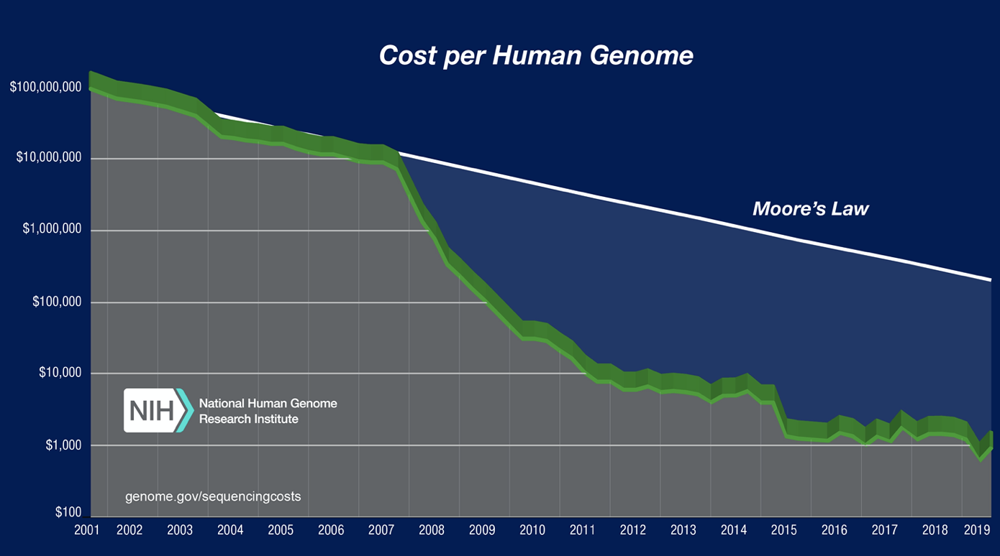 Cost per Human Genome
$100,000,000
$10,000,000
$1,000,000
$100,000
$10,000
$1,000
$100
Moore's Law
NIH
National Human Genome
Research Institute
genome.gov/sequencingcosts
2001 2002 2003 2004 2005 2006 2007 2008 2009 2010 2011 2012 2013 2014 2015 2016 2017 2018 2019